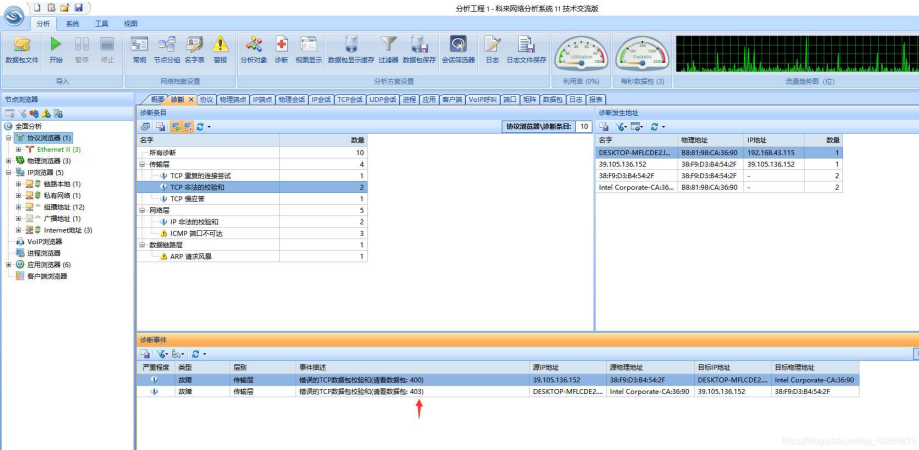 分析工程 1 - 科来网络分析系统 11 技术交流版
分析 系统 工具 视图
数据包文件 开始 暂停 停止 常规 节点分组 名字表 警报 分析对象 诊断 视图显示 数据包显示缓存 过滤器 数据包保存 会话筛选器 日志 日志文件保存
导入 网络档案设置 分析方案设置 利用率 (0%) 每秒数据包 (3) 流量趋势图（位）
节点浏览器
概要 诊断 协议 物理端点 IP端点 物理会话 IP会话 TCP会话 UDP会话 进程 应用 客户端 VoIP呼叫 端口 矩阵 数据包 日志 报表
全面分析
协议浏览器 (1)
Ethernet II (3)
物理浏览器 (3)
IP浏览器 (5)
链路本地 (1)
私有网络 (1)
组播地址 (12)
广播地址 (1)
Internet地址 (3)
VoIP浏览器
进程浏览器
应用浏览器 (6)
客户端浏览器
诊断条目
协议浏览器\诊断条目: 10
名字 数量
所有诊断 10
传输层 4
TCP 重复的连接尝试 1
TCP 非法的校验和 2
TCP 慢应答 1
网络层 5
IP 非法的校验和 2
ICMP 端口不可达 3
数据链路层 1
ARP 请求风暴 1
诊断发生地址
名字 物理地址 IP地址 数量
DESKTOP-MFLCDE2.l... B8:81:98:CA:36:90 192.168.43.115 1
39.105.136.152 38:F9:D3:B4:54:2F 39.105.136.152 1
38:F9:D3:B4:54:2F 38:F9:D3:B4:54:2F - 2
Intel Corporate-CA:36... B8:81:98:CA:36:90 - 2
诊断事件
严重程度 类型 层别 事件描述 源IP地址 源物理地址 目标IP地址 目标物理地址
故障 传输层 错误的TCP数据包校验和(请看数据包: 400) 39.105.136.152 38:F9:D3:B4:54:2F DESKTOP-MFLCDE2.... Intel Corporate-CA:36:90
故障 传输层 错误的TCP数据包校验和(请看数据包: 403) DESKTOP-MFLCDE2.... Intel Corporate-CA:36:90 39.105.136.152 38:F9:D3:B4:54:2F